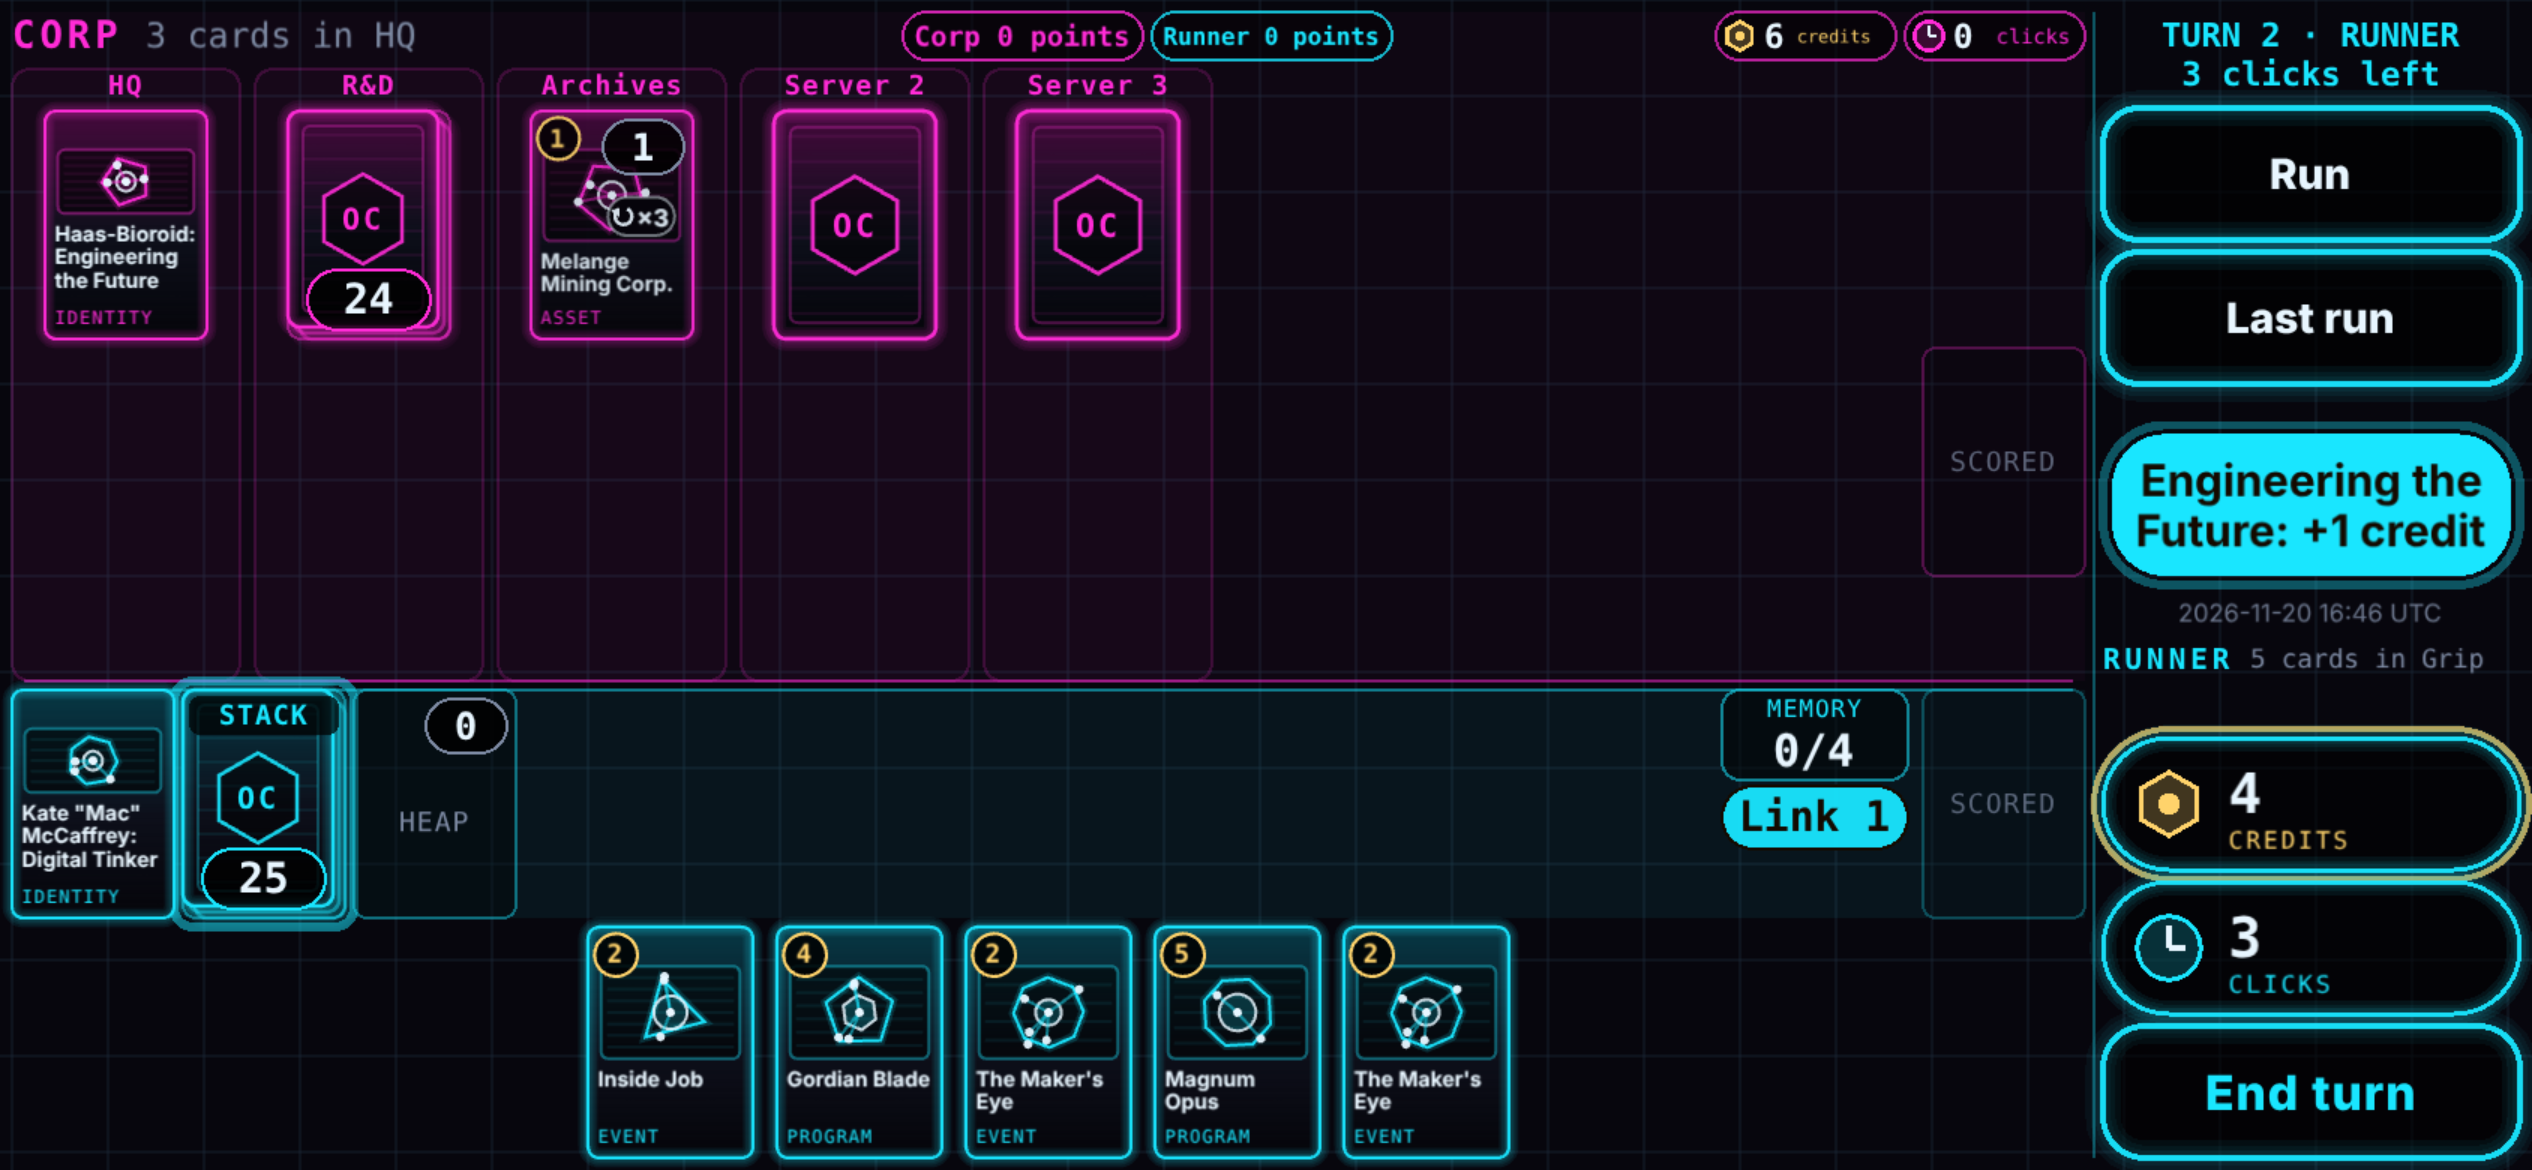 CORP 3 cards in HQ
Corp 0 points
Runner 0 points
6 credits
0 clicks
TURN 2 · RUNNER
3 clicks left
HQ
R&D
Archives
Server 2
Server 3
Haas-Bioroid:
Engineering
the Future
IDENTITY
OC
24
1
1
↻×3
Melange
Mining Corp.
ASSET
OC
OC
SCORED
Run
Last run
Engineering the
Future: +1 credit
2026-11-20 16:46 UTC
RUNNER 5 cards in Grip
Kate "Mac"
McCaffrey:
Digital Tinker
IDENTITY
STACK
OC
25
0
HEAP
MEMORY
0/4
Link 1
SCORED
4
CREDITS
3
CLICKS
End turn
2
Inside Job
EVENT
4
Gordian Blade
PROGRAM
2
The Maker's
Eye
EVENT
5
Magnum
Opus
PROGRAM
2
The Maker's
Eye
EVENT